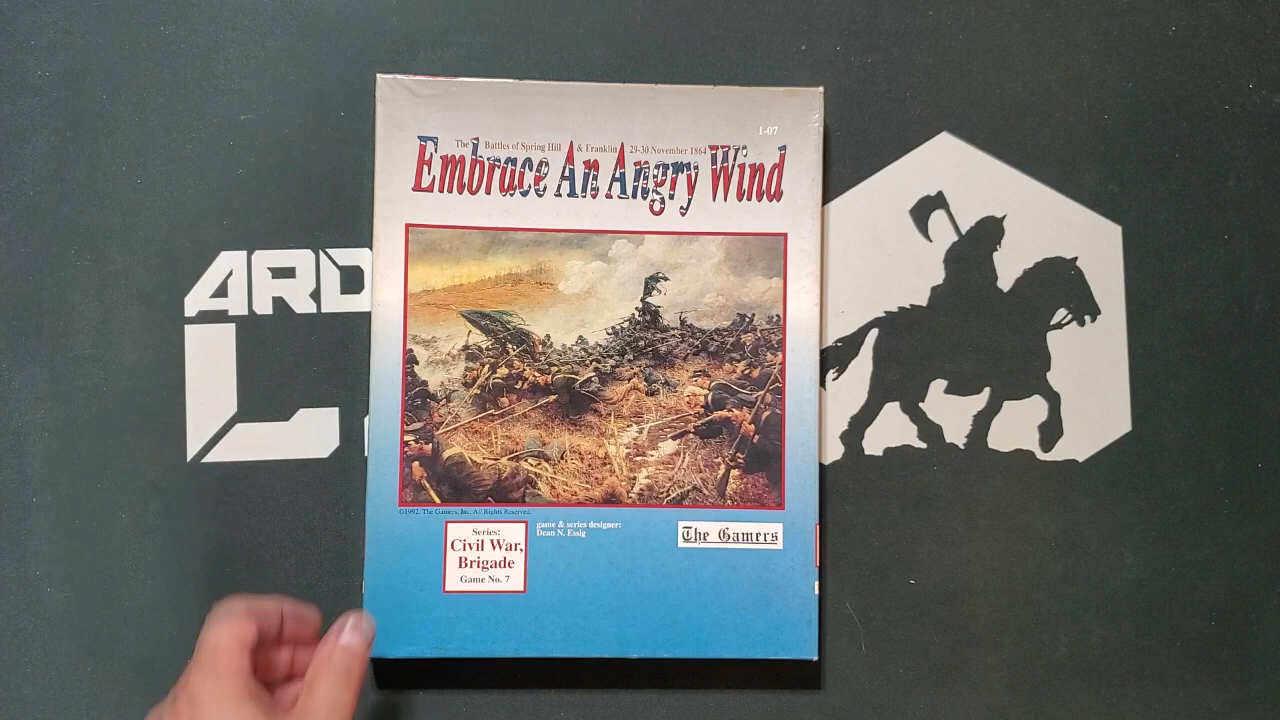 1-07
The Battles of Spring Hill & Franklin 29-30 November 1864
Embrace An Angry Wind
ARD
L
©1992. The Gamers, Inc. All Rights Reserved.
Series:
Civil War,
Brigade
Game No. 7
game & series designer:
Dean N. Essig
The Gamers